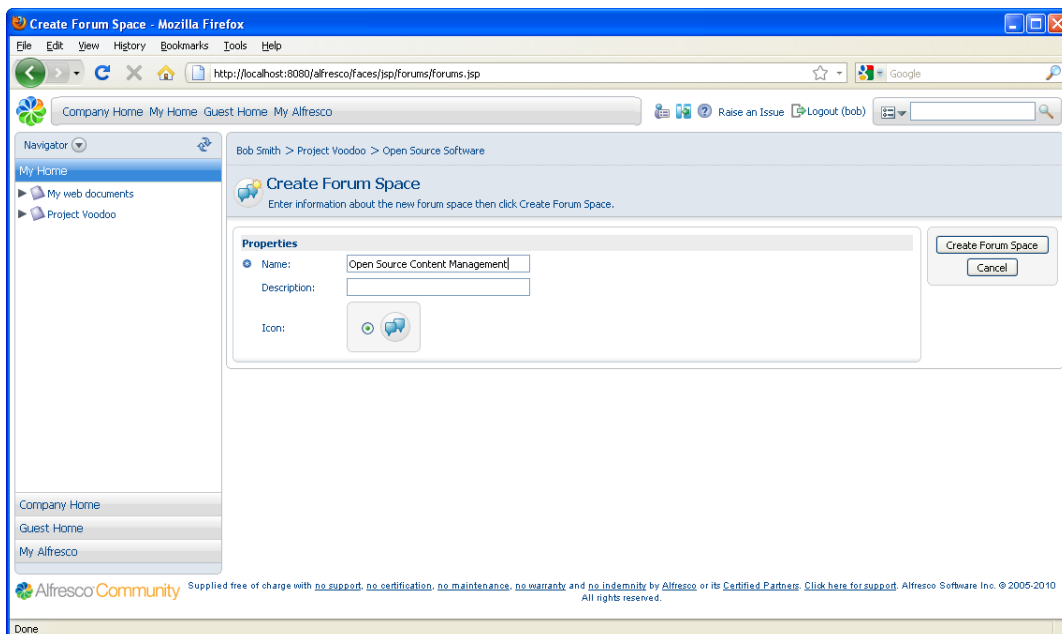 Create Forum Space - Mozilla Firefox
File Edit View History Bookmarks Tools Help
http://localhost:8080/alfresco/faces/jsp/forums/forums.jsp
Google
Company Home My Home Guest Home My Alfresco
Raise an Issue Logout (bob)
Navigator
My Home
My web documents
Project Voodoo
Company Home
Guest Home
My Alfresco
Bob Smith > Project Voodoo > Open Source Software
Create Forum Space
Enter information about the new forum space then click Create Forum Space.
Properties
Name: Open Source Content Management
Description:
Icon:
Create Forum Space
Cancel
Alfresco Community
Supplied free of charge with no support, no certification, no maintenance, no warranty and no indemnity by Alfresco or its Certified Partners. Click here for support. Alfresco Software Inc. © 2005-2010
All rights reserved.
Done